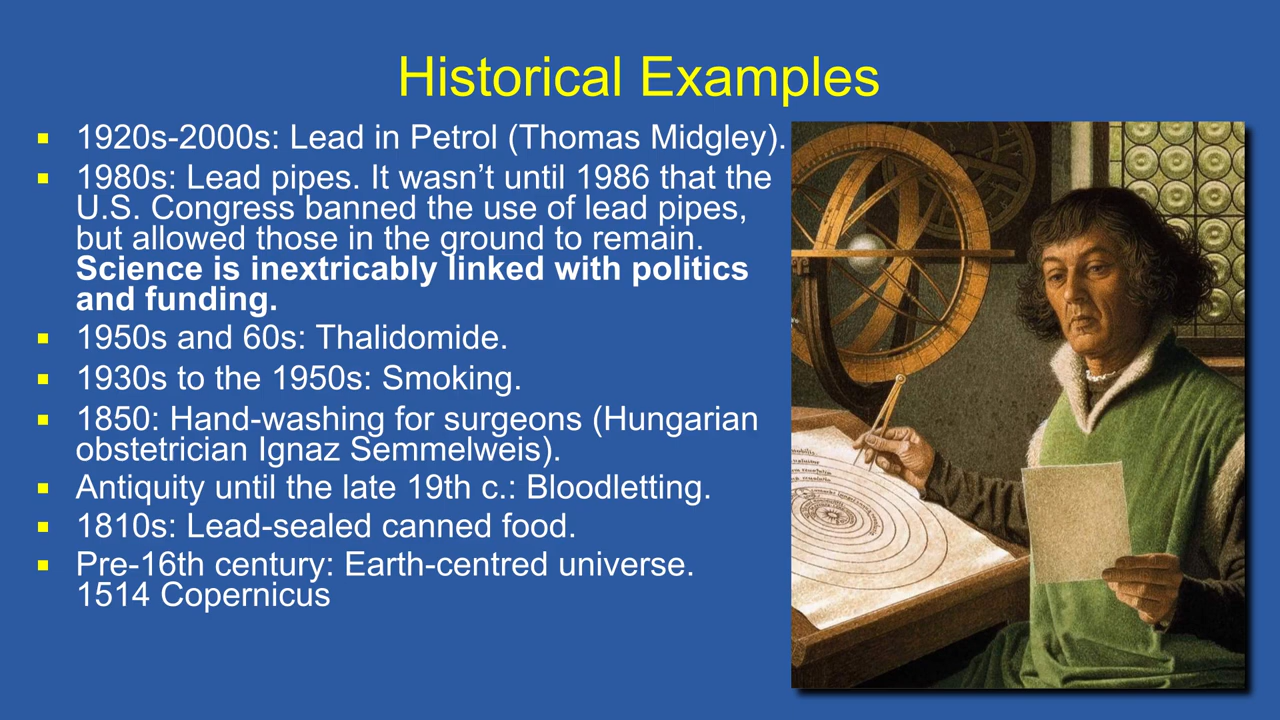 Historical Examples
▪ 1920s-2000s: Lead in Petrol (Thomas Midgley).
▪ 1980s: Lead pipes. It wasn’t until 1986 that the
U.S. Congress banned the use of lead pipes,
but allowed those in the ground to remain.
Science is inextricably linked with politics
and funding.
▪ 1950s and 60s: Thalidomide.
▪ 1930s to the 1950s: Smoking.
▪ 1850: Hand-washing for surgeons (Hungarian
obstetrician Ignaz Semmelweis).
▪ Antiquity until the late 19th c.: Bloodletting.
▪ 1810s: Lead-sealed canned food.
▪ Pre-16th century: Earth-centred universe.
1514 Copernicus